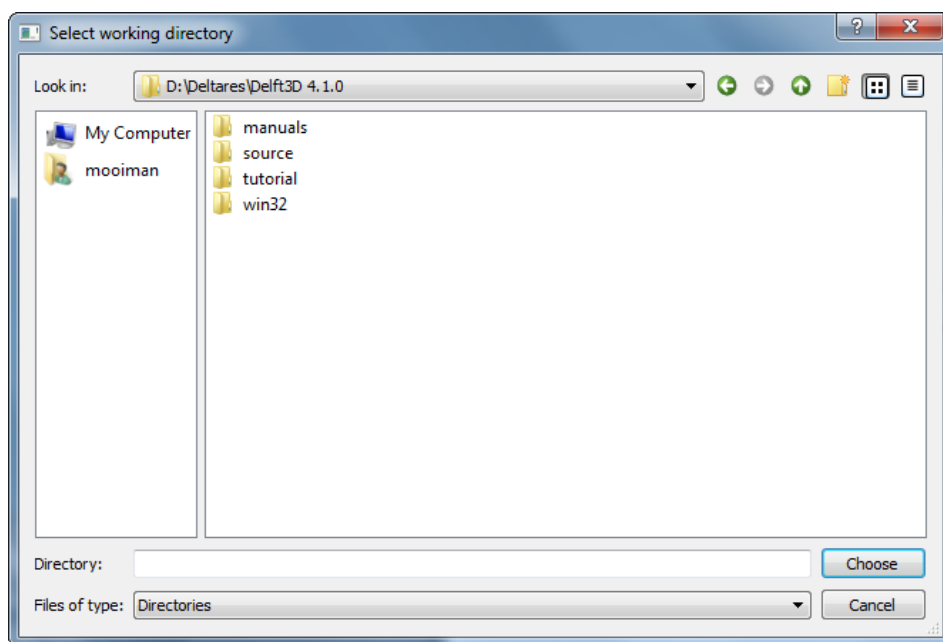 Select working directory
Look in:
D:\Deltares\Delft3D 4.1.0
My Computer
mooiman
manuals
source
tutorial
win32
Directory:
Choose
Files of type:
Directories
Cancel